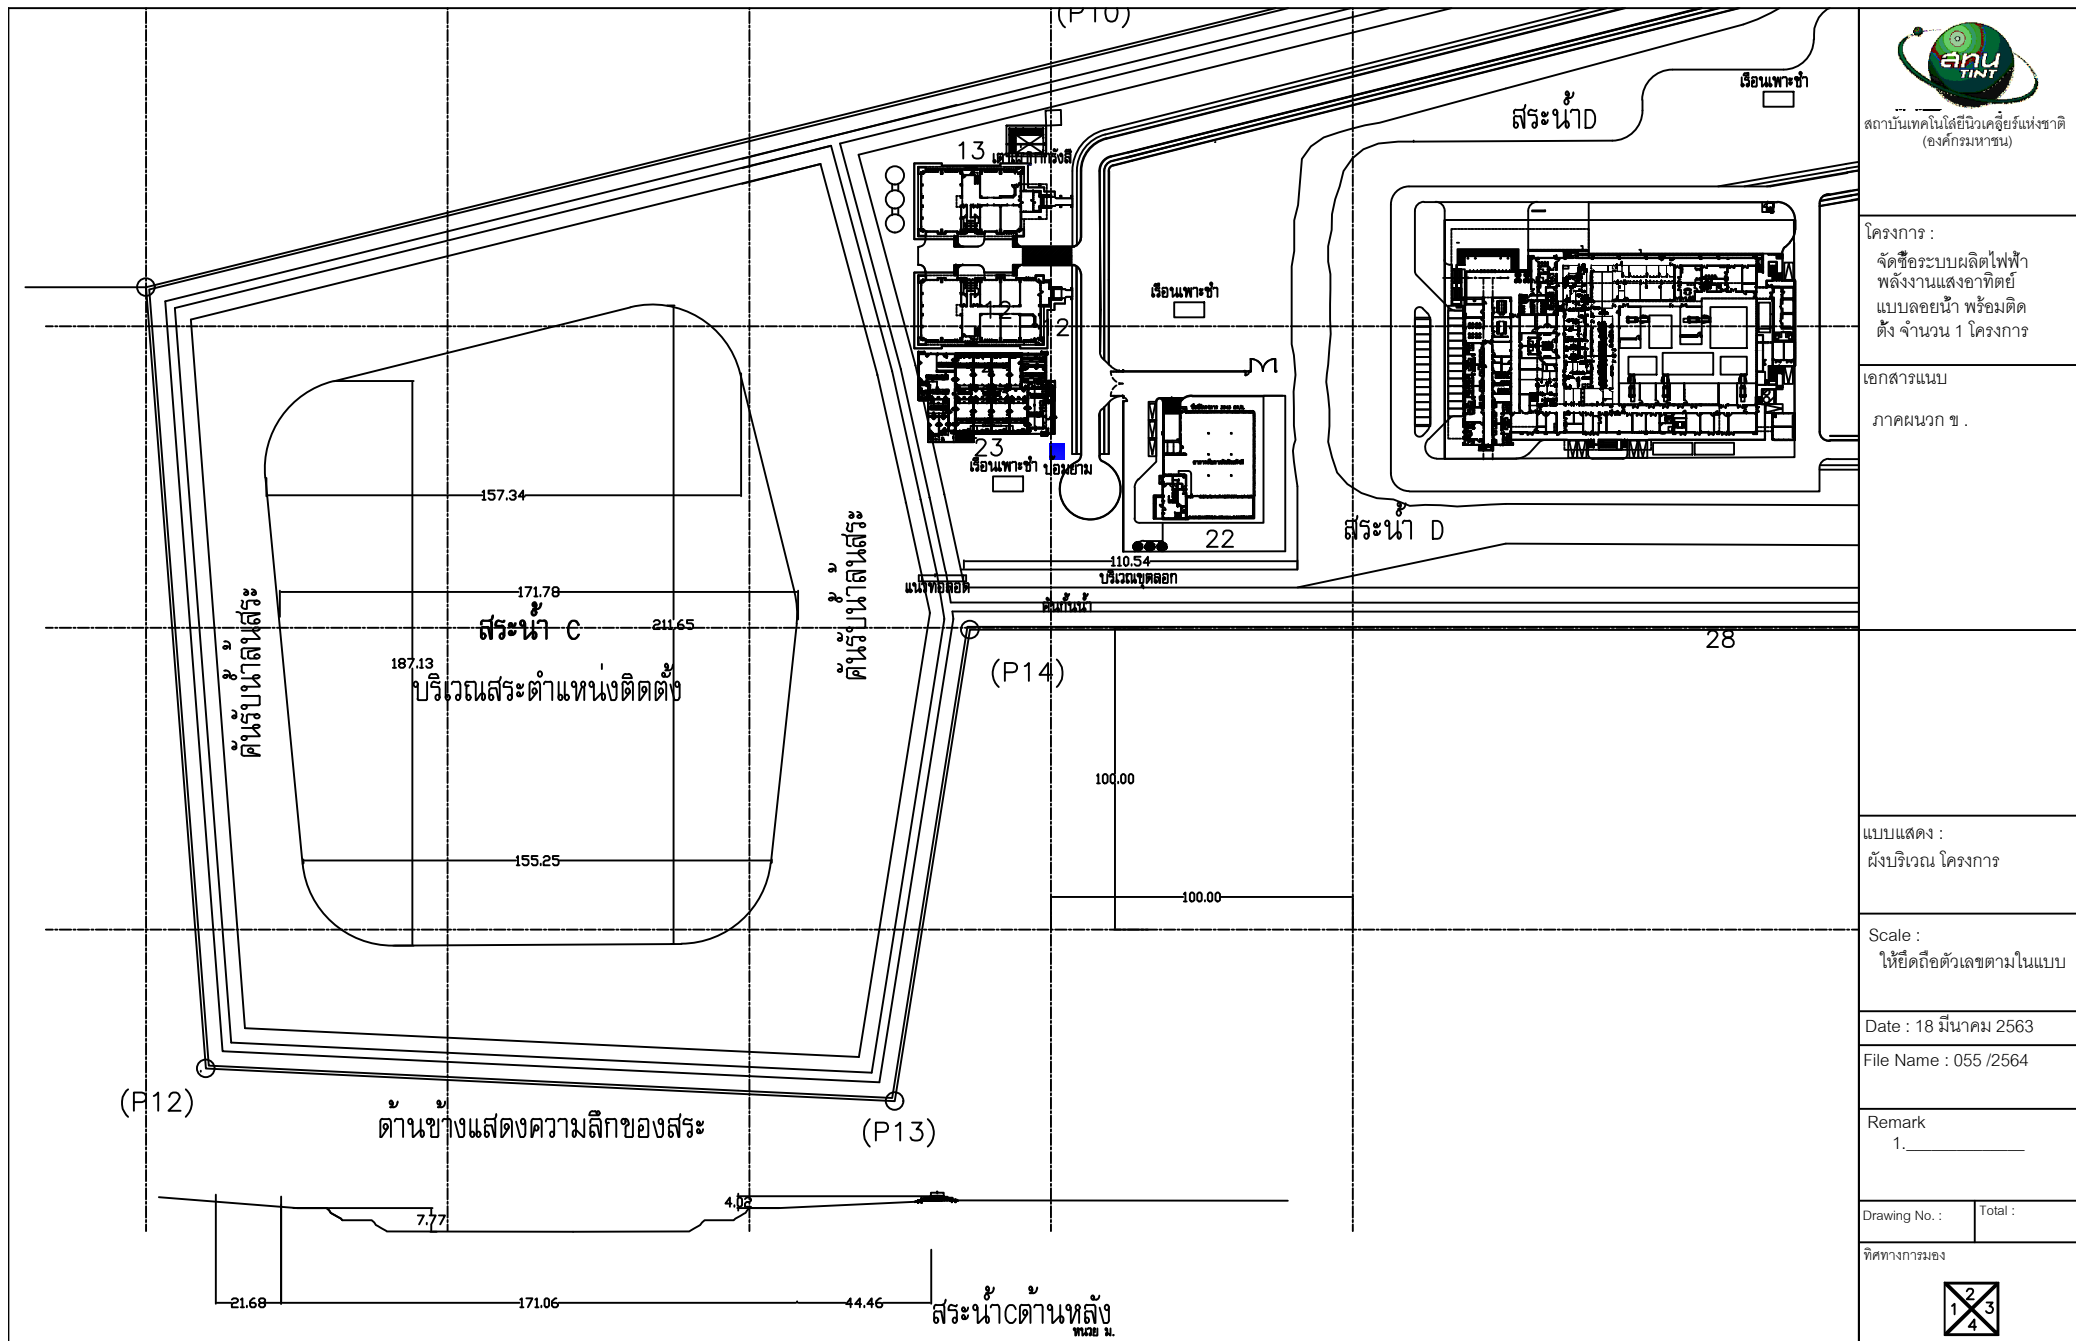 (P10)
สระน้ำD
เรือนเพาะชำ
13
เรือนเพาะชำ
12
2
23
เรือนเพาะชำ
ป้อมยาม
22
สระน้ำ D
157.34
110.54
บริเวณขุดลอก
แนวท่อลอด
คันกั้นน้ำ
171.78
สระน้ำ C
211.65
187.13
บริเวณสระตำแหน่งติดตั้ง
คันรับน้ำล้นสระ
คันรับน้ำล้นสระ
28
(P14)
100.00
155.25
100.00
(P12)
(P13)
ด้านข้างแสดงความลึกของสระ
4.02
7.77
21.68
171.06
44.46
สระน้ำCด้านหลัง
หน่วย ม.
สทน
TINT
สถาบันเทคโนโลยีนิวเคลียร์แห่งชาติ
(องค์กรมหาชน)
โครงการ :
จัดซื้อระบบผลิตไฟฟ้า
พลังงานแสงอาทิตย์
แบบลอยน้ำ พร้อมติด
ตั้ง จำนวน 1 โครงการ
เอกสารแนบ
ภาคผนวก ข .
แบบแสดง :
ผังบริเวณ โครงการ
Scale :
ให้ยึดถือตัวเลขตามในแบบ
Date : 18 มีนาคม 2563
File Name : 055 /2564
Remark
1.______________
Drawing No. :
Total :
ทิศทางการมอง
2
1 3
4